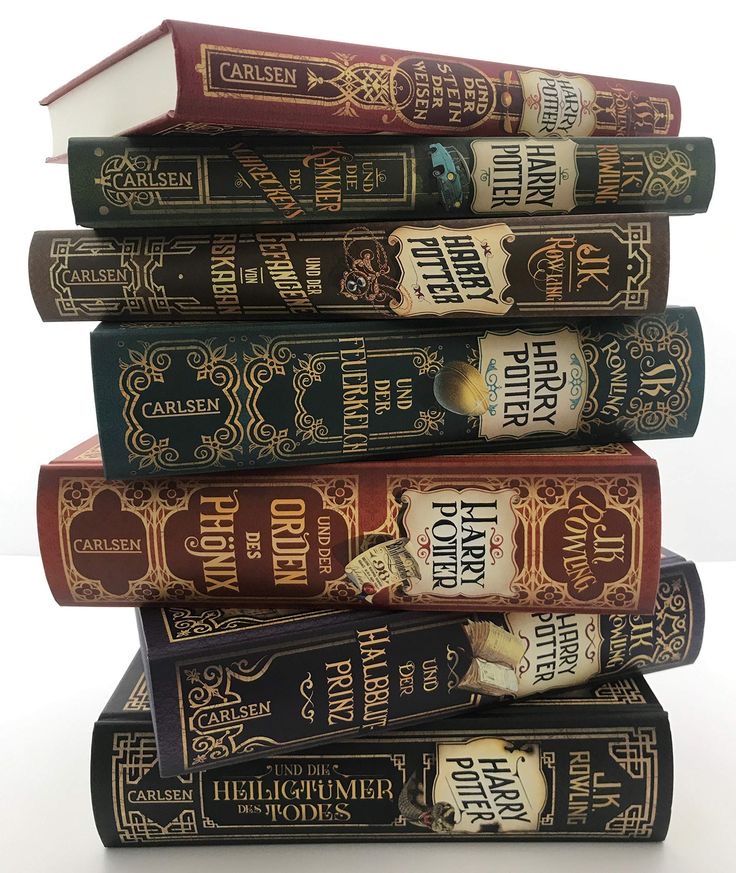 CARLSEN
UND DER
STEIN
DER
WEISEN
HARRY
POTTER
J.K.
ROWLING
CARLSEN
UND DIE
KAMMER
DES
SCHRECKENS
HARRY
POTTER
J.K.
ROWLING
CARLSEN
UND DER
GEFANGENE
VON
ASKABAN
HARRY
POTTER
J.K.
ROWLING
CARLSEN
UND
DER
FEUERKELCH
HARRY
POTTER
J.K.
ROWLING
CARLSEN
UND DER
ORDEN
DES
PHÖNIX
HARRY
POTTER
J.K.
ROWLING
CARLSEN
UND
DER
HALBBLUT-
PRINZ
HARRY
POTTER
J.K.
ROWLING
CARLSEN
UND DIE
HEILIGTÜMER
DES TODES
HARRY
POTTER
J.K.
ROWLING